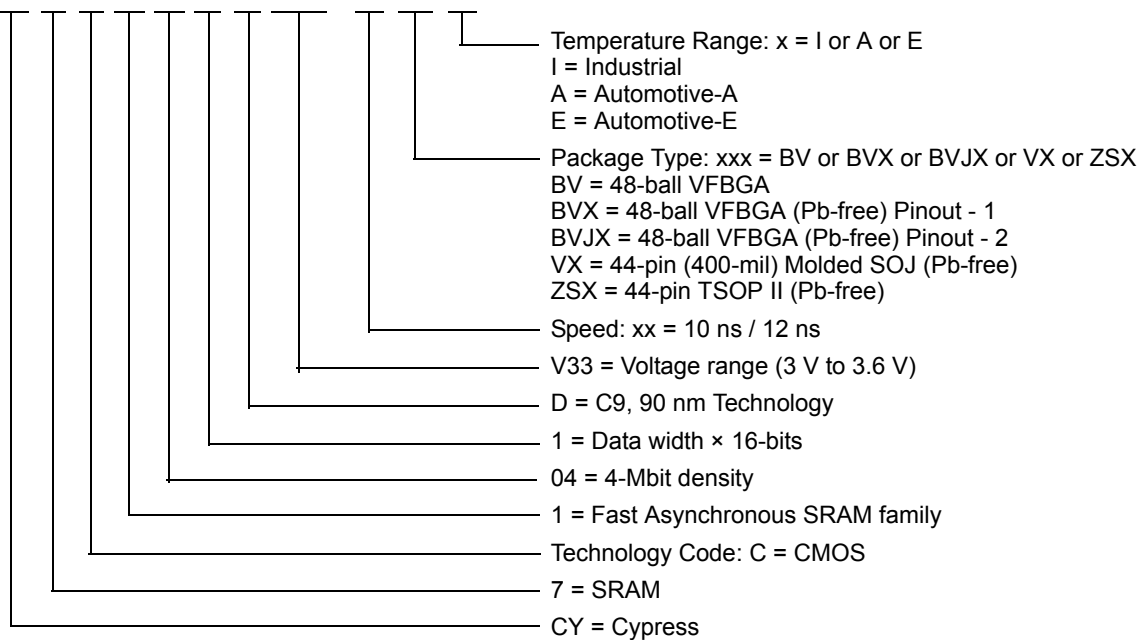 Temperature Range: x = I or A or E
I = Industrial
A = Automotive-A
E = Automotive-E
Package Type: xxx = BV or BVX or BVJX or VX or ZSX
BV = 48-ball VFBGA
BVX = 48-ball VFBGA (Pb-free) Pinout - 1
BVJX = 48-ball VFBGA (Pb-free) Pinout - 2
VX = 44-pin (400-mil) Molded SOJ (Pb-free)
ZSX = 44-pin TSOP II (Pb-free)
Speed: xx = 10 ns / 12 ns
V33 = Voltage range (3 V to 3.6 V)
D = C9, 90 nm Technology
1 = Data width × 16-bits
04 = 4-Mbit density
1 = Fast Asynchronous SRAM family
Technology Code: C = CMOS
7 = SRAM
CY = Cypress